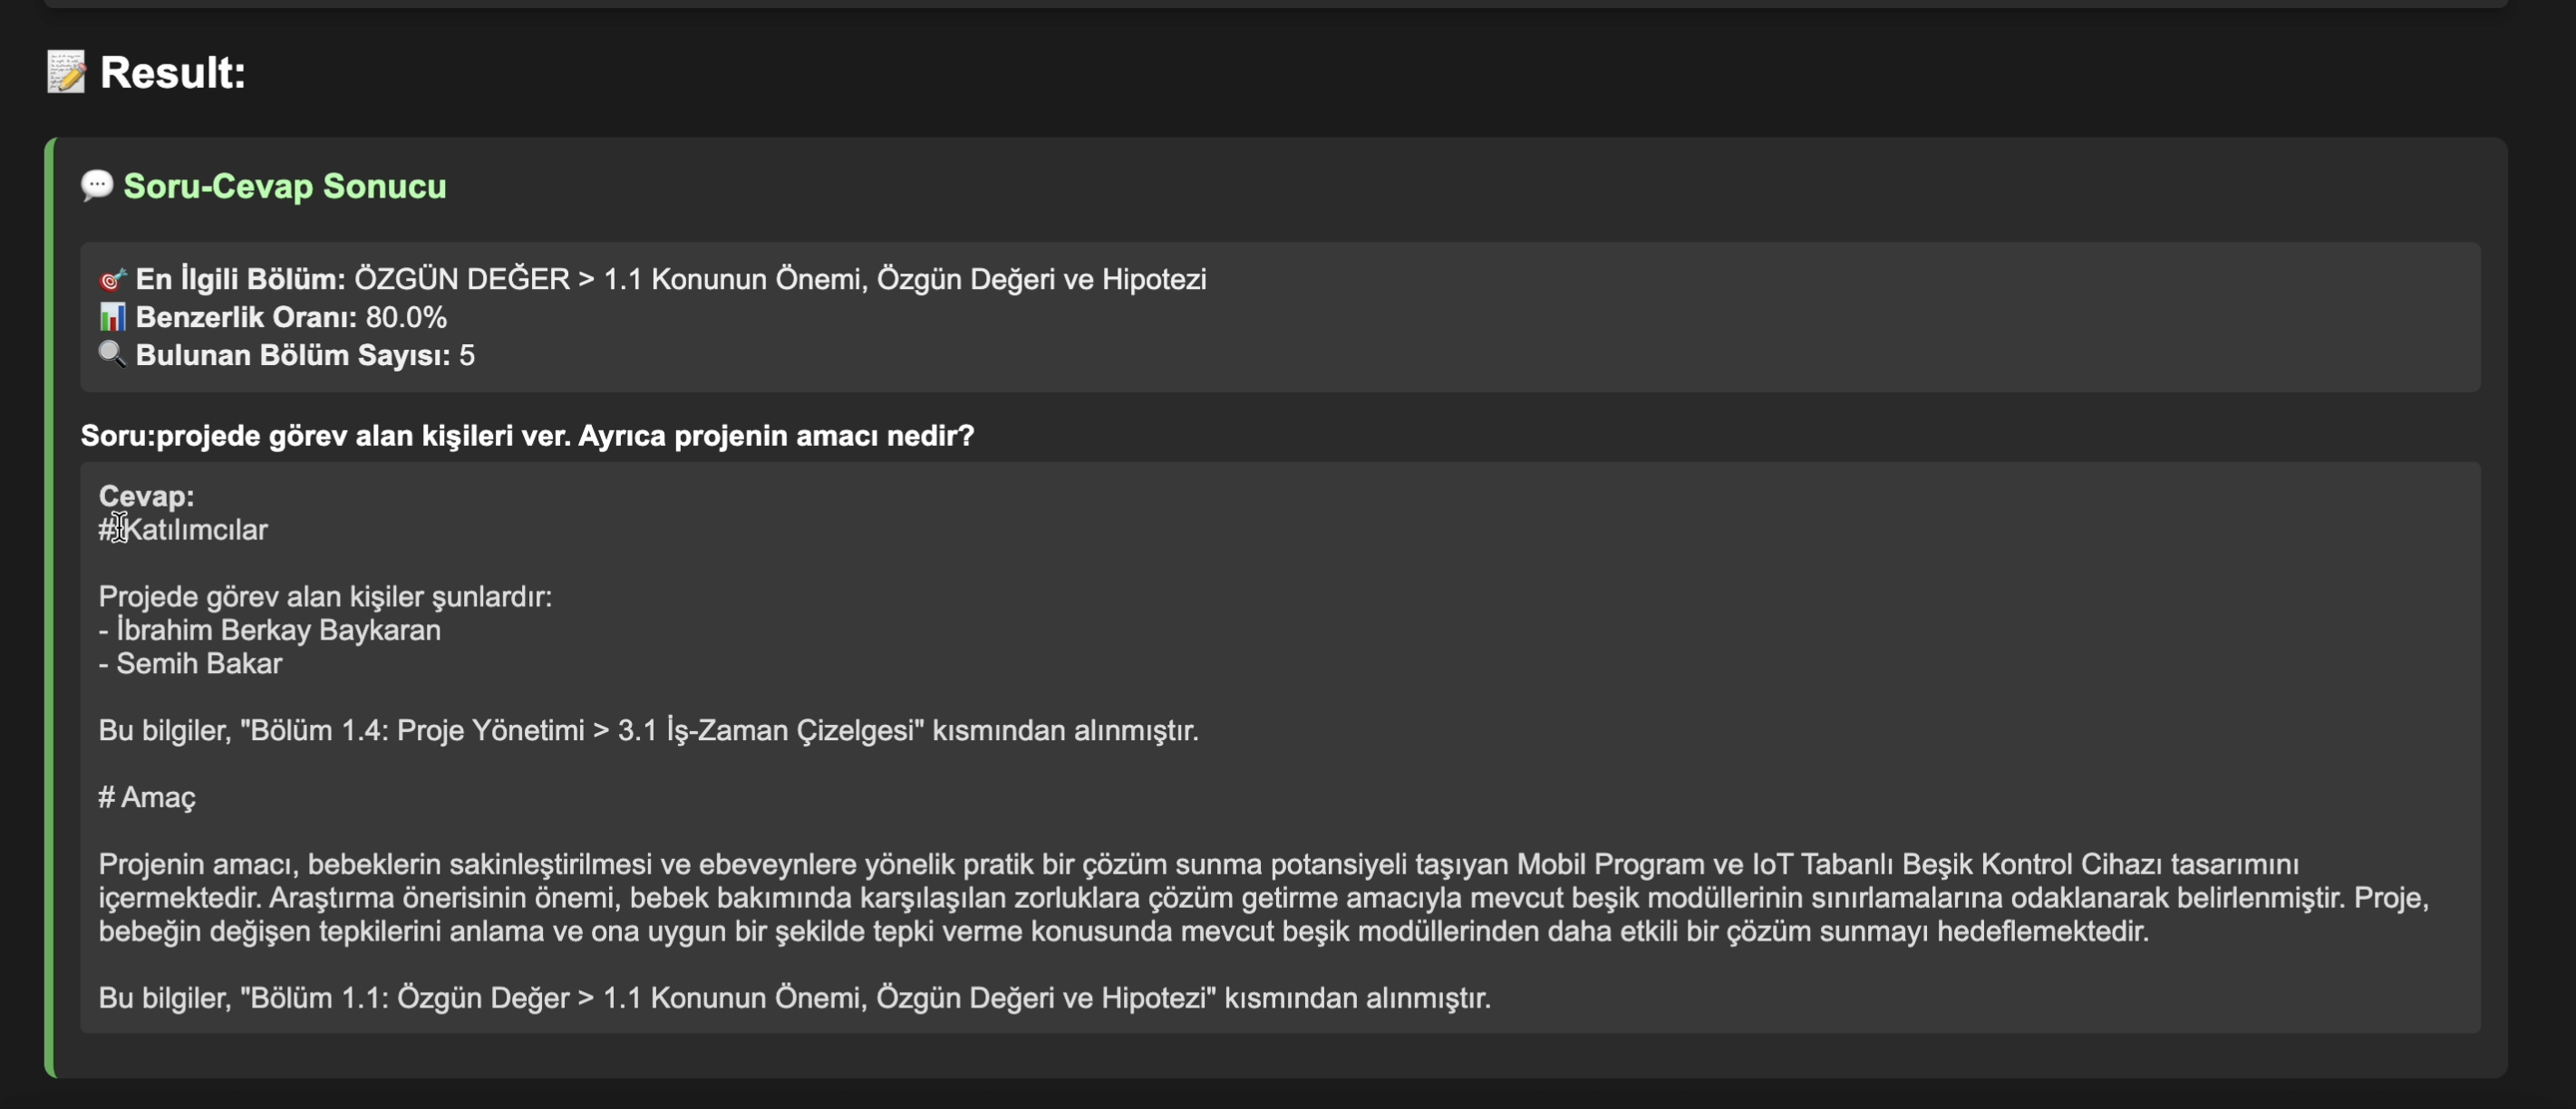 Result:
Soru-Cevap Sonucu
En İlgili Bölüm: ÖZGÜN DEĞER > 1.1 Konunun Önemi, Özgün Değeri ve Hipotezi
Benzerlik Oranı: 80.0%
Bulunan Bölüm Sayısı: 5
Soru:projede görev alan kişileri ver. Ayrıca projenin amacı nedir?
Cevap:
# Katılımcılar
Projede görev alan kişiler şunlardır:
- İbrahim Berkay Baykaran
- Semih Bakar
Bu bilgiler, "Bölüm 1.4: Proje Yönetimi > 3.1 İş-Zaman Çizelgesi" kısmından alınmıştır.
# Amaç
Projenin amacı, bebeklerin sakinleştirilmesi ve ebeveynlere yönelik pratik bir çözüm sunma potansiyeli taşıyan Mobil Program ve IoT Tabanlı Beşik Kontrol Cihazı tasarımını
içermektedir. Araştırma önerisinin önemi, bebek bakımında karşılaşılan zorluklara çözüm getirme amacıyla mevcut beşik modüllerinin sınırlamalarına odaklanarak belirlenmiştir. Proje,
bebeğin değişen tepkilerini anlama ve ona uygun bir şekilde tepki verme konusunda mevcut beşik modüllerinden daha etkili bir çözüm sunmayı hedeflemektedir.
Bu bilgiler, "Bölüm 1.1: Özgün Değer > 1.1 Konunun Önemi, Özgün Değeri ve Hipotezi" kısmından alınmıştır.